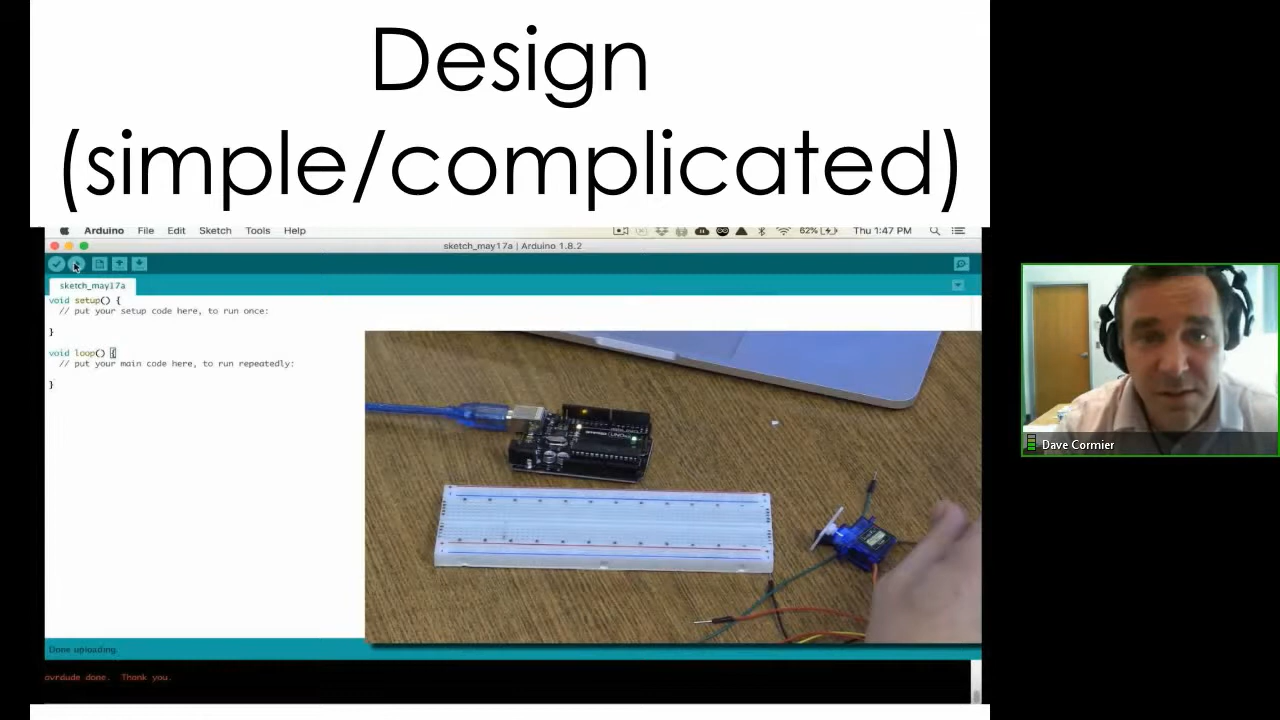 Design
(simple/complicated)
Arduino File Edit Sketch Tools Help 62% Thu 1:47 PM
sketch_may17a | Arduino 1.8.2
sketch_may17a
void setup() {
// put your setup code here, to run once:
}
void loop() {
// put your main code here, to run repeatedly:
}
UNO
Dave Cormier
Done uploading.
avrdude done. Thank you.